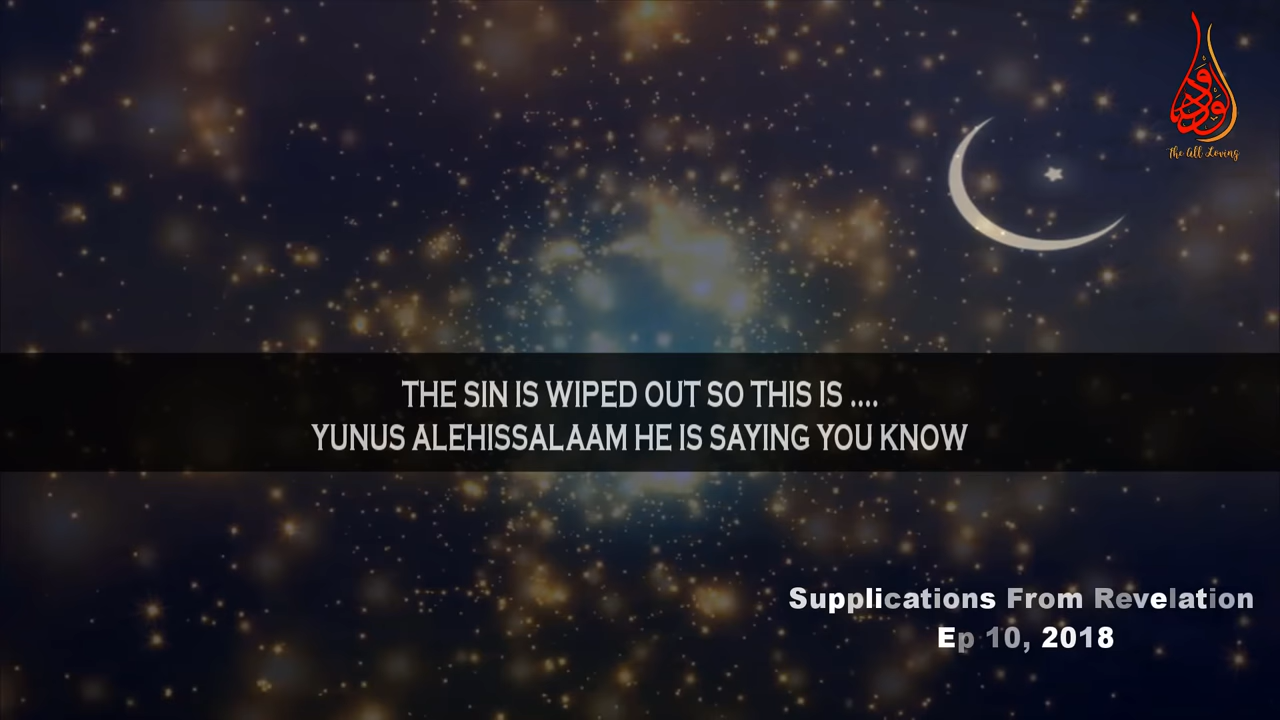 الودود
The All Loving
THE SIN IS WIPED OUT SO THIS IS ....
YUNUS ALEHISSALAAM HE IS SAYING YOU KNOW
Supplications From Revelation
Ep 10, 2018